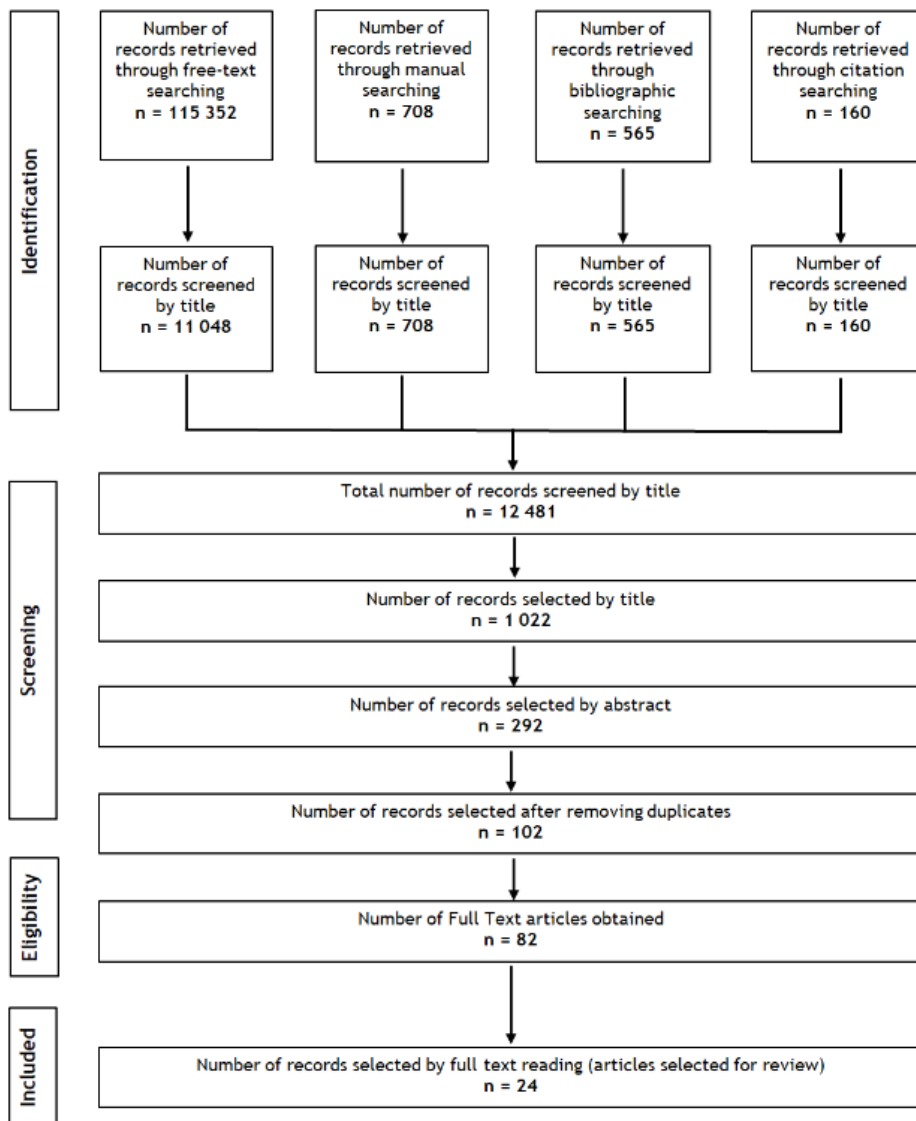 Identification
Number of
records retrieved
through free-text
searching
n = 115 352
Number of
records retrieved
through manual
searching
n = 708
Number of
records retrieved
through
bibliographic
searching
n = 565
Number of
records retrieved
through citation
searching
n = 160
Number of
records screened
by title
n = 11 048
Number of
records screened
by title
n = 708
Number of
records screened
by title
n = 565
Number of
records screened
by title
n = 160
Screening
Total number of records screened by title
n = 12 481
Number of records selected by title
n = 1 022
Number of records selected by abstract
n = 292
Number of records selected after removing duplicates
n = 102
Eligibility
Number of Full Text articles obtained
n = 82
Included
Number of records selected by full text reading (articles selected for review)
n = 24